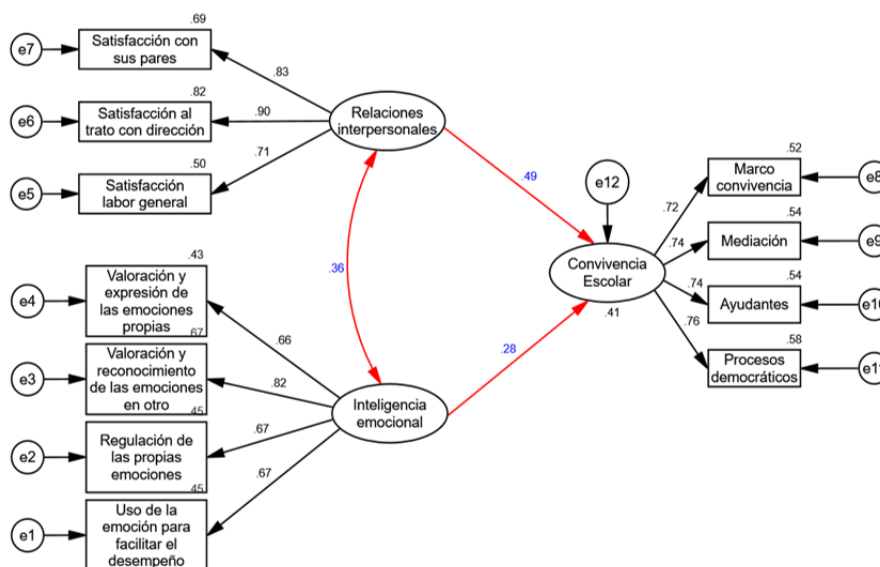 .69
e7
Satisfacción con
sus pares
.83
.82
e6
Satisfacción al
trato con dirección
.90
.50
e5
Satisfacción
labor general
.71
Relaciones
interpersonales
.49
.36
e12
Convivencia
Escolar
.41
.28
.52
Marco
convivencia
e8
.72
.54
Mediación
e9
.74
.54
Ayudantes
e10
.74
.58
Procesos
democráticos
.76
.43
e4
Valoración y
expresión de
las emociones
propias
.66
.67
e3
Valoración y
reconocimiento
de las emociones
en otro
.82
.45
e2
Regulación de
las propias
emociones
.67
.45
e1
Uso de la
emoción para
facilitar el
desempeño
.67
Inteligencia
emocional